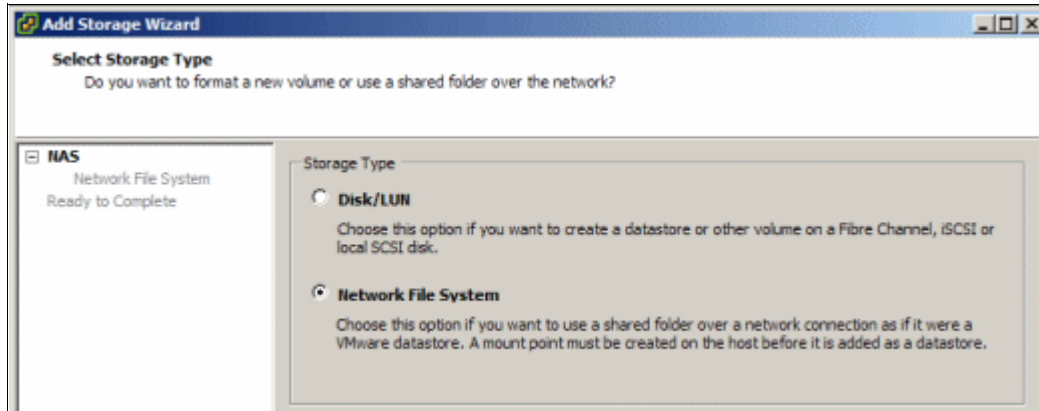 Add Storage Wizard
Select Storage Type
Do you want to format a new volume or use a shared folder over the network?
NAS
Network File System
Ready to Complete
Storage Type
Disk/LUN
Choose this option if you want to create a datastore or other volume on a Fibre Channel, iSCSI or
local SCSI disk.
Network File System
Choose this option if you want to use a shared folder over a network connection as if it were a
VMware datastore. A mount point must be created on the host before it is added as a datastore.